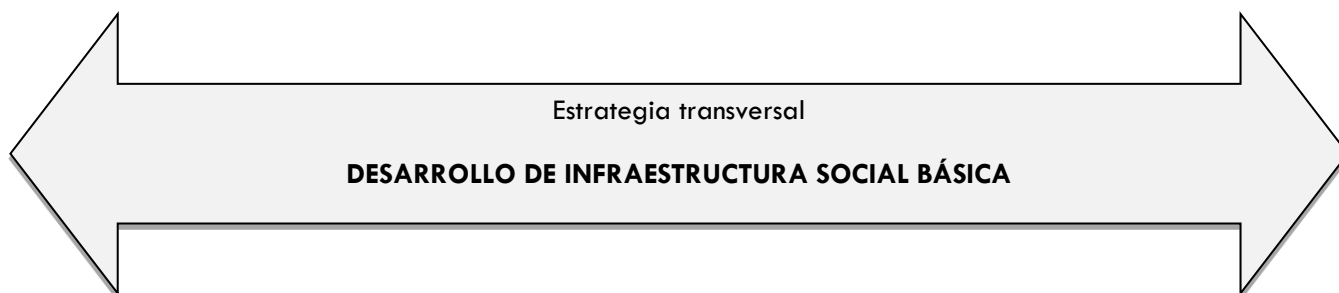 Estrategia transversal
DESARROLLO DE INFRAESTRUCTURA SOCIAL BÁSICA